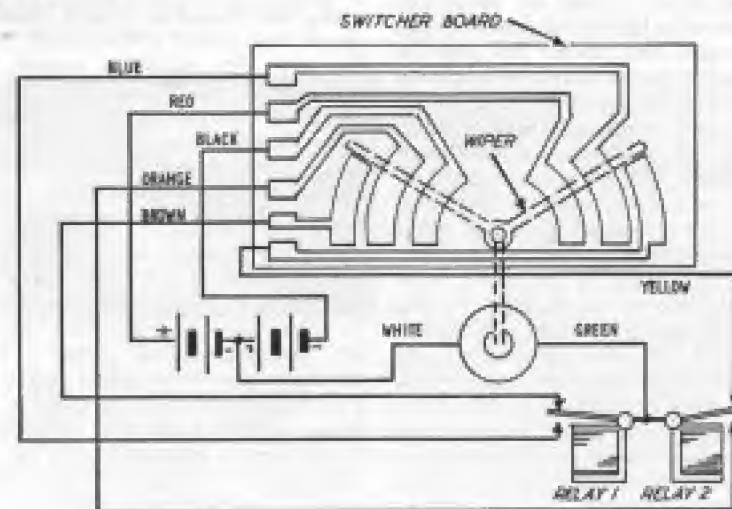 SWITCHER BOARD
BLUE
RED
BLACK
WIPER
ORANGE
BROWN
YELLOW
WHITE
GREEN
RELAY 1
RELAY 2